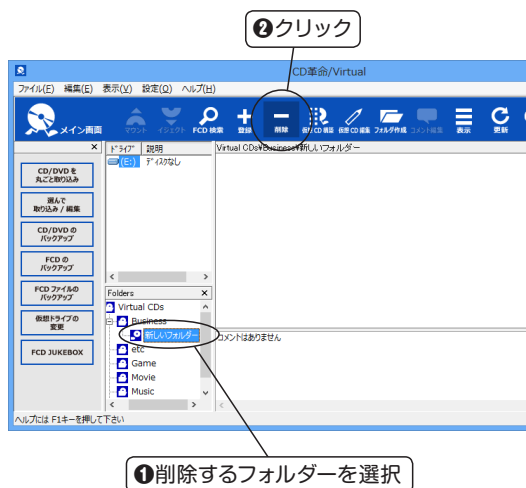 ❷クリック
CD革命/Virtual
ファイル(F) 編集(E) 表示(V) 設定(O) ヘルプ(H)
メイン画面 マウント イジェクト FCD 検索 登録 削除 仮想CD構築 仮想CD編集 フォルダ作成 コメント編集 表示 更新
× ドライブ 説明 Virtual CDs¥Business¥新しいフォルダー
(E:) ディスクなし
CD/DVD を
丸ごと取り込み
選んで
取り込み / 編集
CD/DVD の
バックアップ
FCD の
バックアップ
FCD ファイルの
バックアップ
仮想ドライブの
変更
FCD JUKEBOX
Folders ×
Virtual CDs
Business
新しいフォルダー
etc
Game
Movie
Music
コメントはありません
ヘルプには F1キーを押して下さい
❶削除するフォルダーを選択